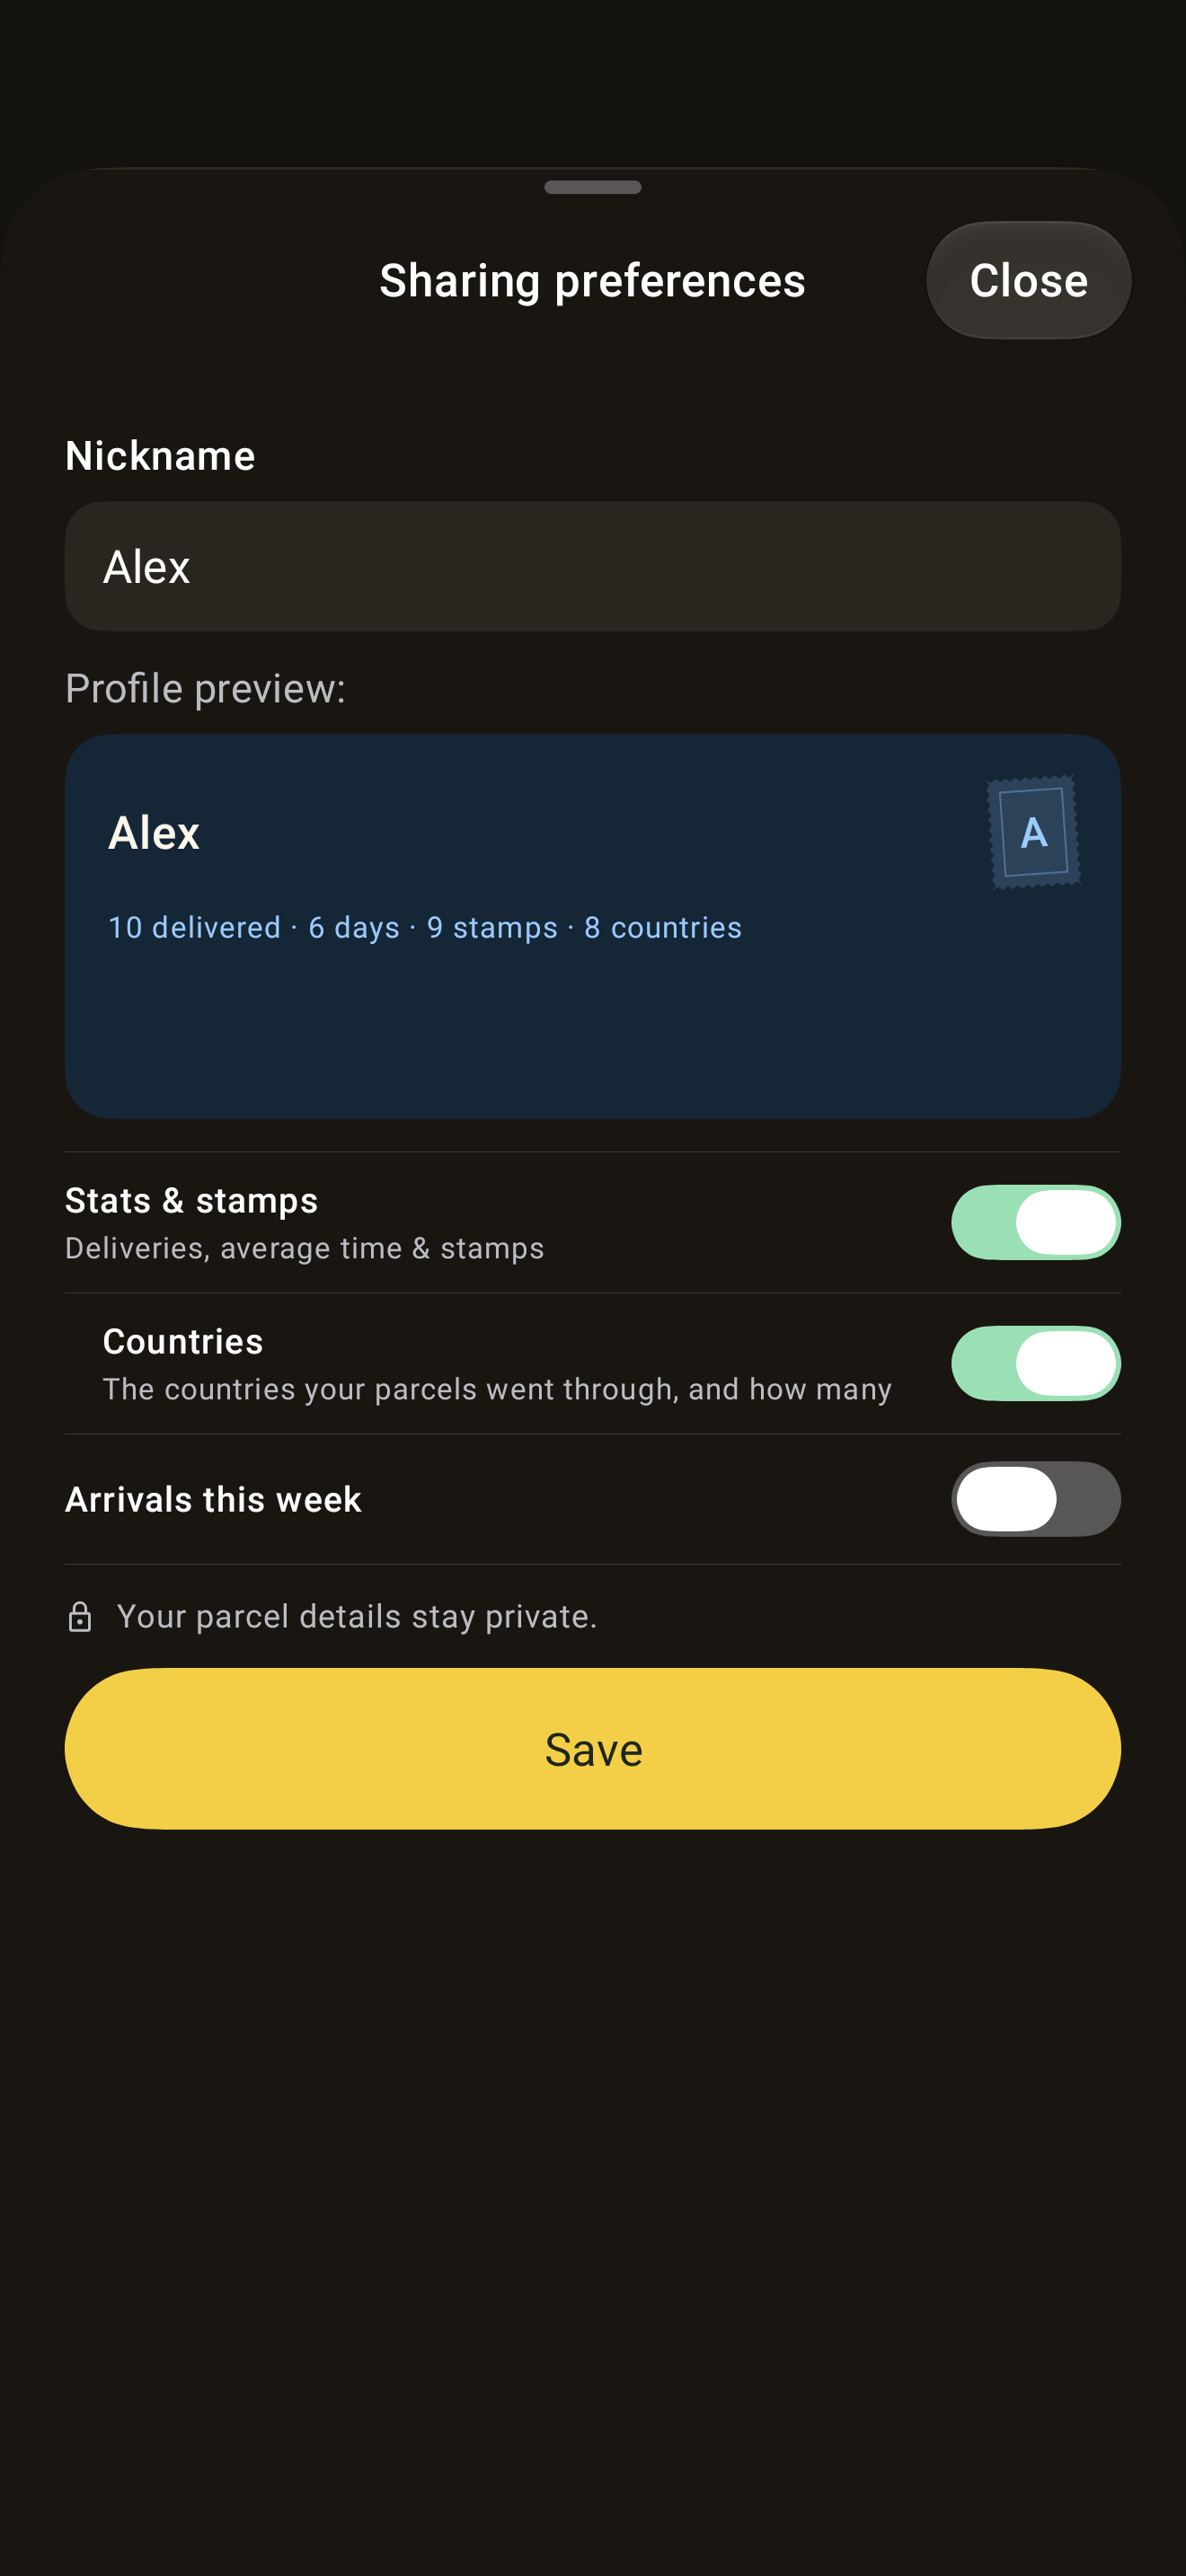 Sharing preferences
Close
Nickname
Alex
Profile preview:
Alex
A
10 delivered · 6 days · 9 stamps · 8 countries
Stats & stamps
Deliveries, average time & stamps
Countries
The countries your parcels went through, and how many
Arrivals this week
Your parcel details stay private.
Save